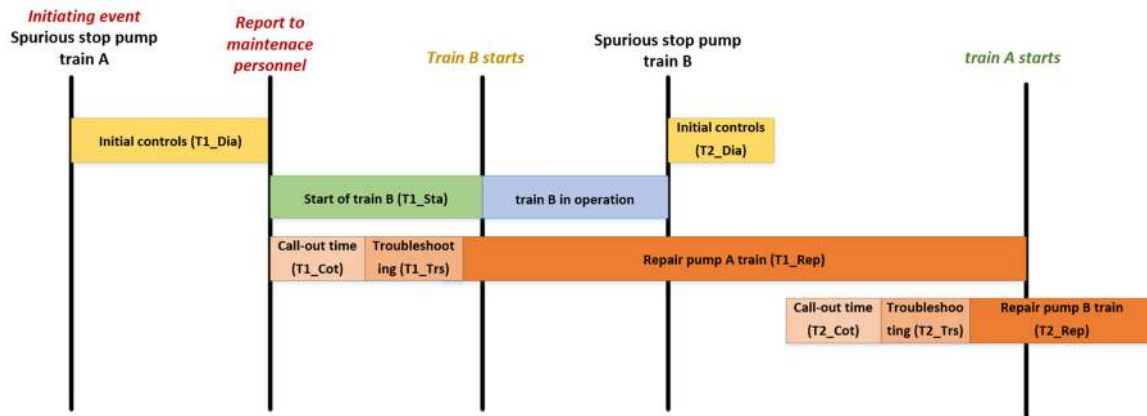 Initiating event
Spurious stop pump
train A
Report to
maintenace
personnel
Train B starts
Spurious stop pump
train B
train A starts
Initial controls (T1_Dia)
Initial controls
(T2_Dia)
Start of train B (T1_Sta)
train B in operation
Call-out time
(T1_Cot)
Troubleshoot
ing (T1_Trs)
Repair pump A train (T1_Rep)
Call-out time
(T2_Cot)
Troubleshoo
ting (T2_Trs)
Repair pump B train
(T2_Rep)